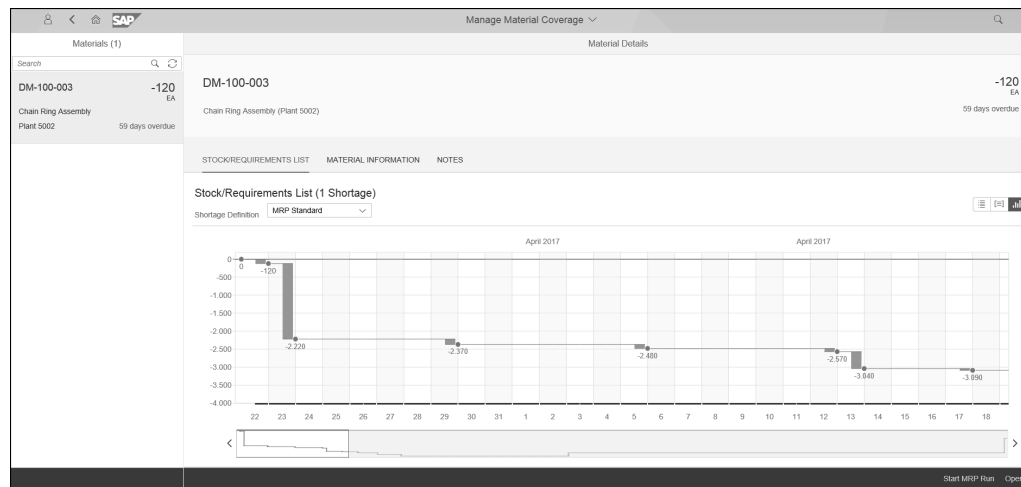 SAP
Manage Material Coverage
Materials (1)
Material Details
Search
DM-100-003
-120
EA
Chain Ring Assembly
Plant 5002
59 days overdue
DM-100-003
-120
EA
Chain Ring Assembly (Plant 5002)
59 days overdue
STOCK/REQUIREMENTS LIST MATERIAL INFORMATION NOTES
Stock/Requirements List (1 Shortage)
Shortage Definition MRP Standard
April 2017 April 2017
0
-500
-1.000
-1.500
-2.000
-2.500
-3.000
-3.500
-4.000
0
-120
-2.220
-2.370
-2.480
-2.570
-3.040
-3.090
22 23 24 25 26 27 28 29 30 31 1 2 3 4 5 6 7 8 9 10 11 12 13 14 15 16 17 18
Start MRP Run Open